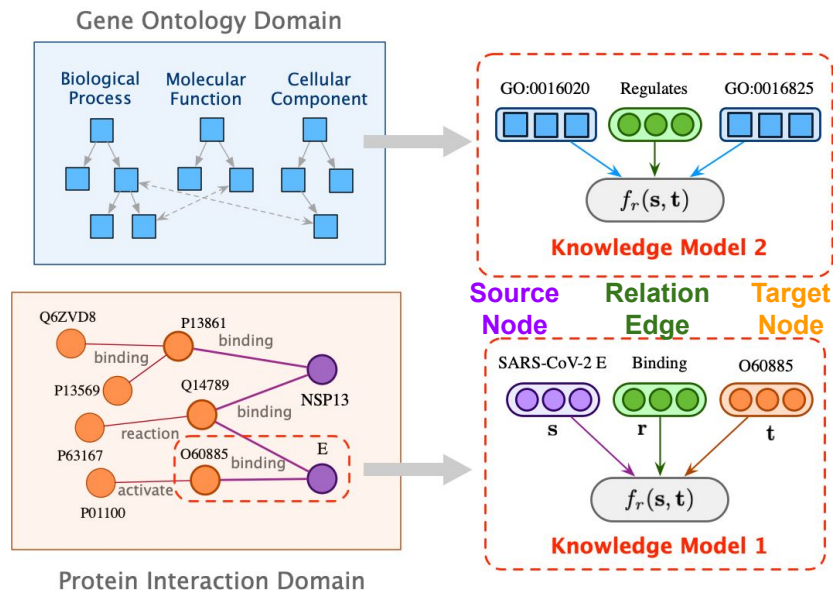 Gene Ontology Domain
Biological
Process
Molecular
Function
Cellular
Component
GO:0016020
Regulates
GO:0016825
f_r(s, t)
Knowledge Model 2
Source
Node
Relation
Edge
Target
Node
Q6ZVD8
P13861
binding
binding
P13569
Q14789
NSP13
binding
reaction
P63167
O60885
binding
E
activate
P01100
Protein Interaction Domain
SARS-CoV-2 E
Binding
O60885
s
r
t
f_r(s, t)
Knowledge Model 1